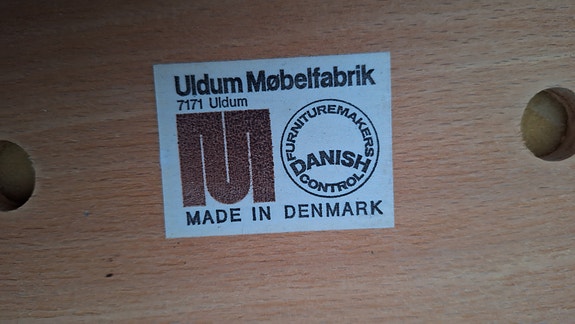 Uldum Møbelfabrik
7171 Uldum
FURNITUREMAKERS
DANISH
CONTROL
MADE IN DENMARK